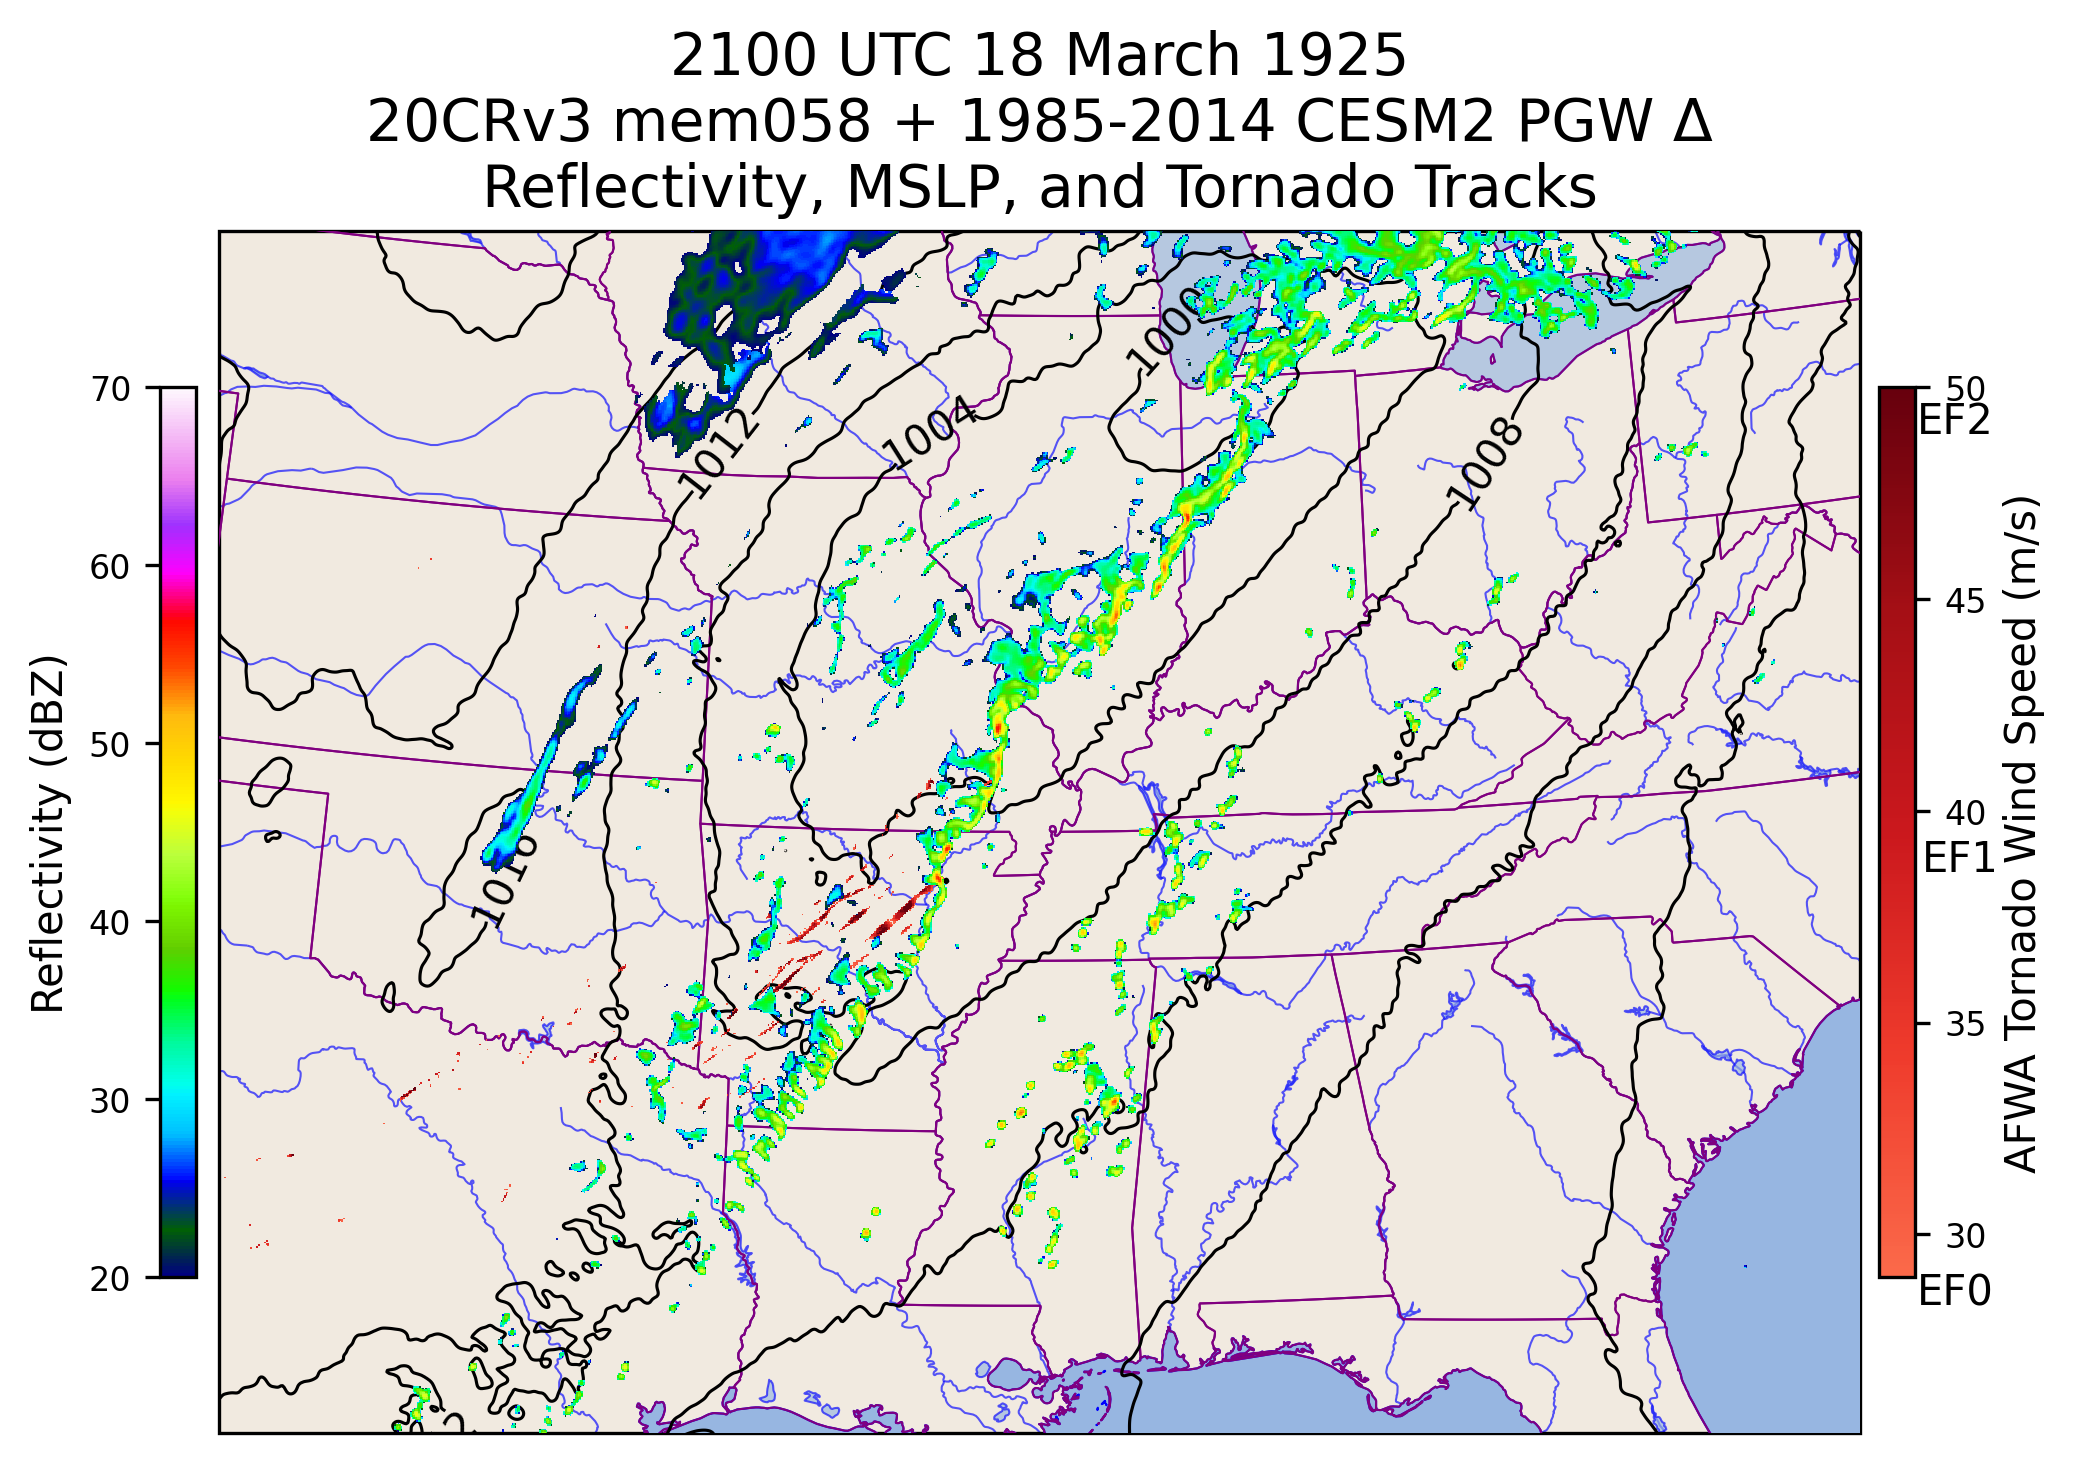 2100 UTC 18 March 1925
20CRv3 mem058 + 1985-2014 CESM2 PGW Δ
Reflectivity, MSLP, and Tornado Tracks
Reflectivity (dBZ)
70
60
50
40
30
20
1000
1012
1004
1008
1016
50
EF2
45
40
EF1
35
30
EF0
AFWA Tornado Wind Speed (m/s)